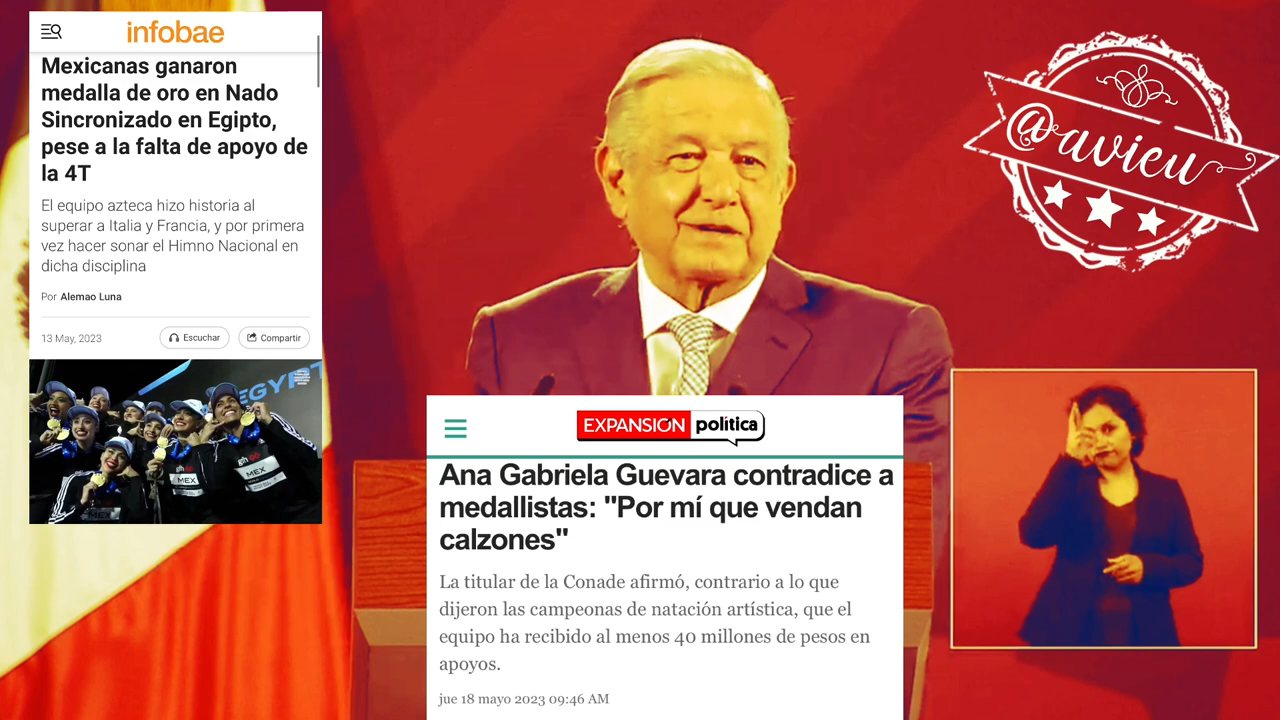 infobae
Mexicanas ganaron
medalla de oro en Nado
Sincronizado en Egipto,
pese a la falta de apoyo de
la 4T
El equipo azteca hizo historia al
superar a Italia y Francia, y por primera
vez hacer sonar el Himno Nacional en
dicha disciplina
Por Alemao Luna
13 May, 2023
Escuchar
Compartir
EGYPT
MEX
MEX
@avieu
EXPANSIÓN política
Ana Gabriela Guevara contradice a
medallistas: "Por mí que vendan
calzones"
La titular de la Conade afirmó, contrario a lo que
dijeron las campeonas de natación artística, que el
equipo ha recibido al menos 40 millones de pesos en
apoyos.
jue 18 mayo 2023 09:46 AM